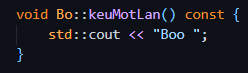 void Bo::keuMotLan() const {
    std::cout << "Boo ";
}